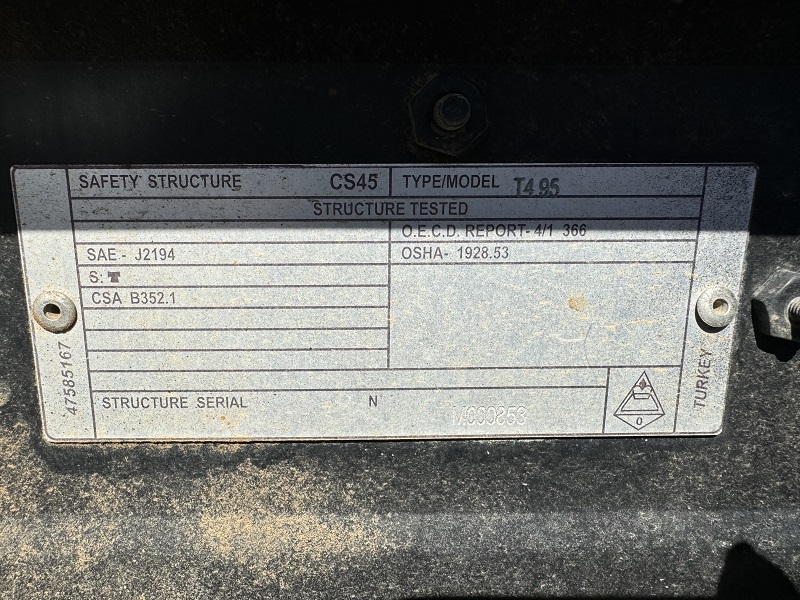 SAFETY STRUCTURE CS45 TYPE/MODEL T4.95
STRUCTURE TESTED
O.E.C.D. REPORT- 4/1 366
SAE - J2194 OSHA- 1928.53
S: T
CSA B352.1
STRUCTURE SERIAL N
0
47585167
TURKEY